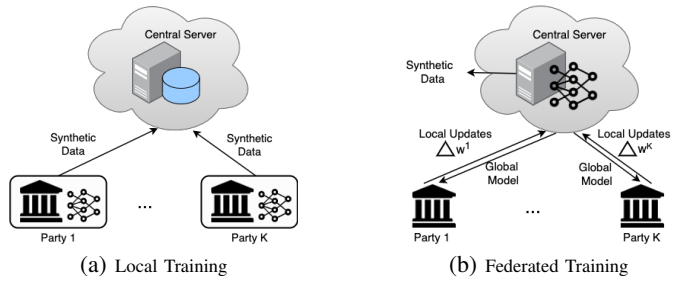 Central Server
Synthetic
Data
Synthetic
Data
...
Party 1
Party K
(a) Local Training
Central Server
Synthetic
Data
Local Updates
△ w¹
Local Updates
△ wᴷ
Global
Model
Global
Model
...
Party 1
Party K
(b) Federated Training